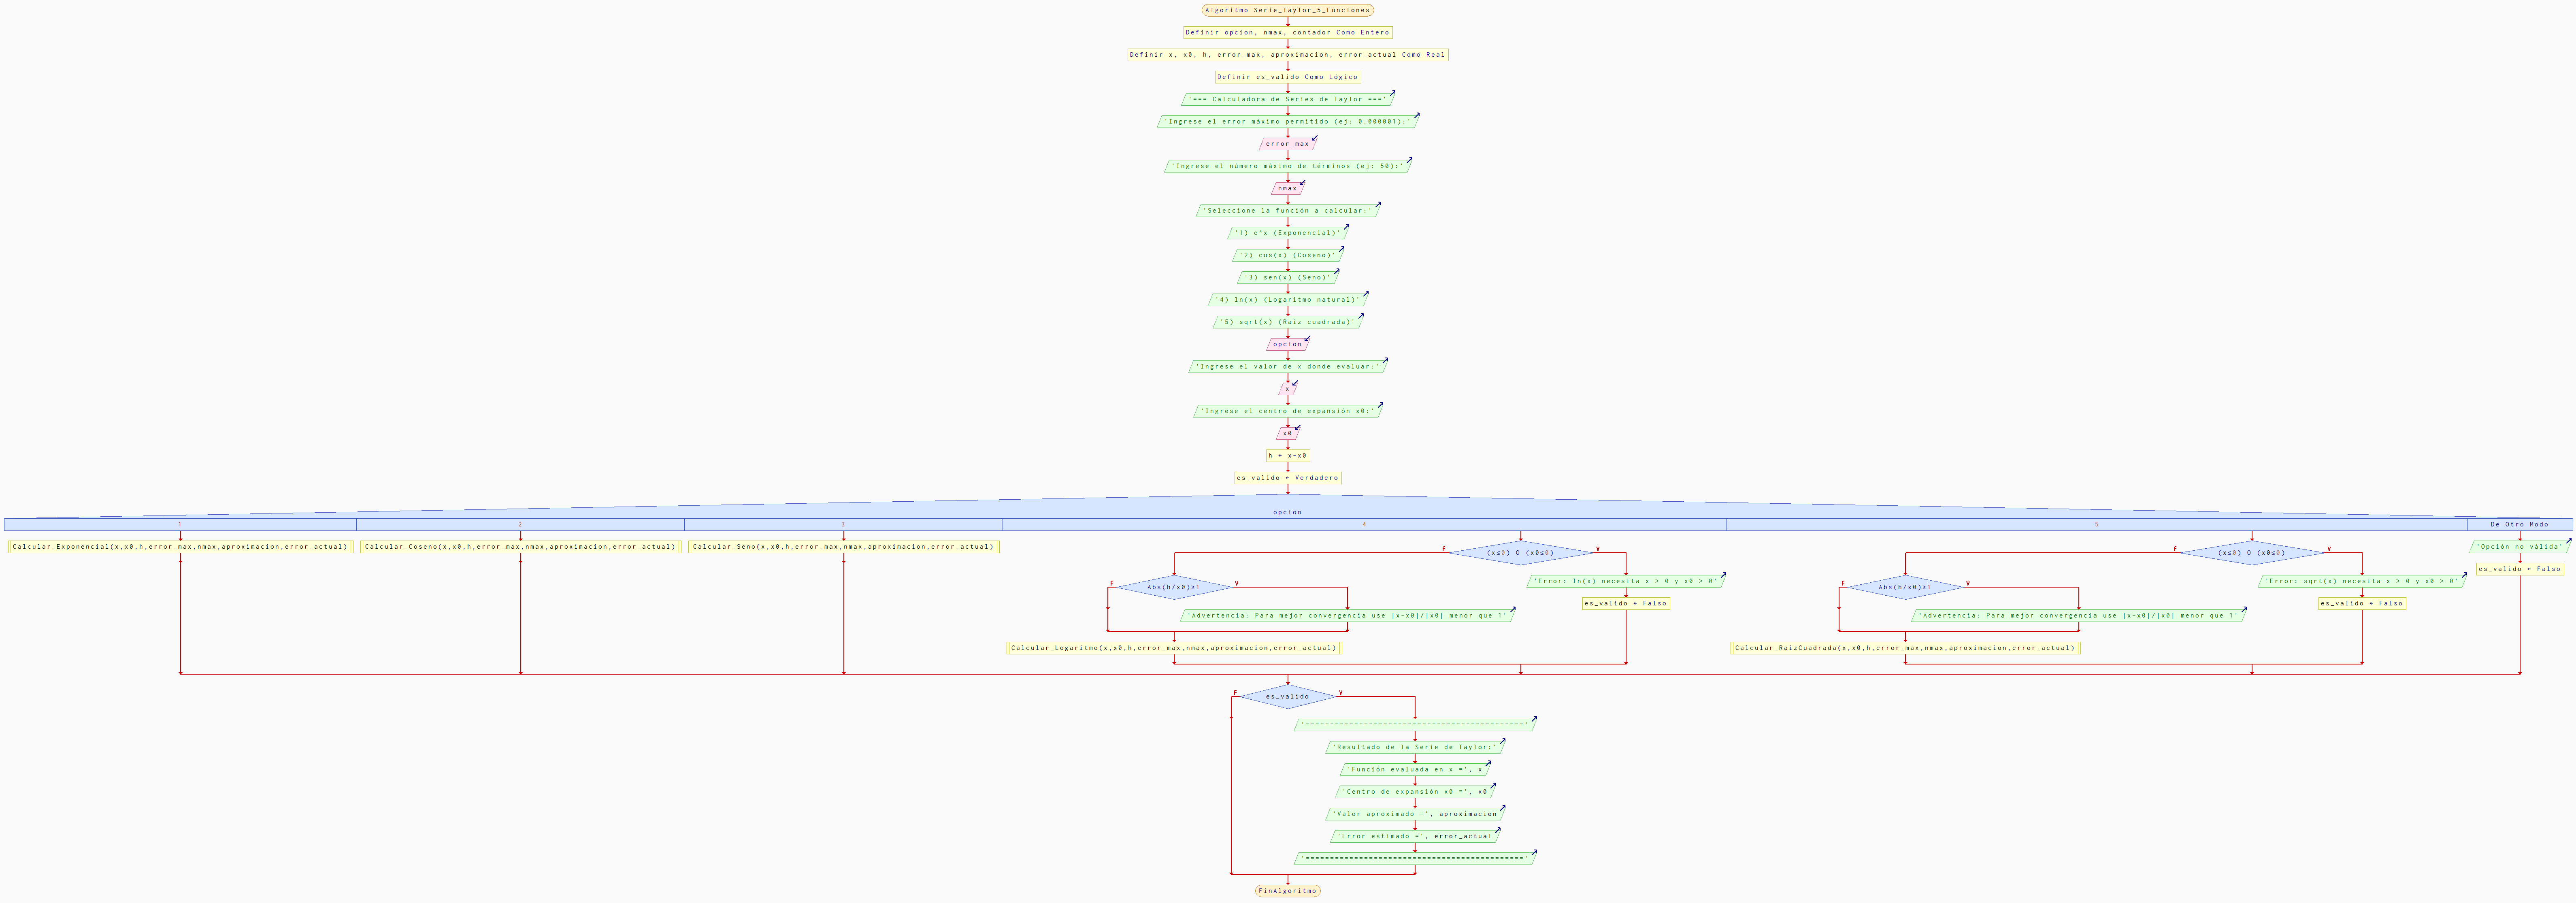 Algoritmo Serie_Taylor_5_Funciones
Definir opcion, nmax, contador Como Entero
Definir x, x0, h, error_max, aproximacion, error_actual Como Real
Definir es_valido Como Lógico
'=== Calculadora de Series de Taylor ==='
'Ingrese el error máximo permitido (ej: 0.000001):'
error_max
'Ingrese el número máximo de términos (ej: 50):'
nmax
'Seleccione la función a calcular:'
'1) e^x (Exponencial)'
'2) cos(x) (Coseno)'
'3) sen(x) (Seno)'
'4) ln(x) (Logaritmo natural)'
'5) sqrt(x) (Raíz cuadrada)'
opcion
'Ingrese el valor de x donde evaluar:'
x
'Ingrese el centro de expansión x0:'
x0
h ← x-x0
es_valido ← Verdadero
opcion
1 2 3 4 5 De Otro Modo
Calcular_Exponencial(x,x0,h,error_max,nmax,aproximacion,error_actual)
Calcular_Coseno(x,x0,h,error_max,nmax,aproximacion,error_actual)
Calcular_Seno(x,x0,h,error_max,nmax,aproximacion,error_actual)
F (x≤0) O (x0≤0) V
F Abs(h/x0)≥1 V
'Advertencia: Para mejor convergencia use |x-x0|/|x0| menor que 1'
Calcular_Logaritmo(x,x0,h,error_max,nmax,aproximacion,error_actual)
'Error: ln(x) necesita x > 0 y x0 > 0'
es_valido ← Falso
F (x≤0) O (x0≤0) V
F Abs(h/x0)≥1 V
'Advertencia: Para mejor convergencia use |x-x0|/|x0| menor que 1'
Calcular_RaizCuadrada(x,x0,h,error_max,nmax,aproximacion,error_actual)
'Error: sqrt(x) necesita x > 0 y x0 > 0'
es_valido ← Falso
'Opción no válida'
es_valido ← Falso
F es_valido V
'============================================='
'Resultado de la Serie de Taylor:'
'Función evaluada en x =', x
'Centro de expansión x0 =', x0
'Valor aproximado =', aproximacion
'Error estimado =', error_actual
'============================================='
FinAlgoritmo